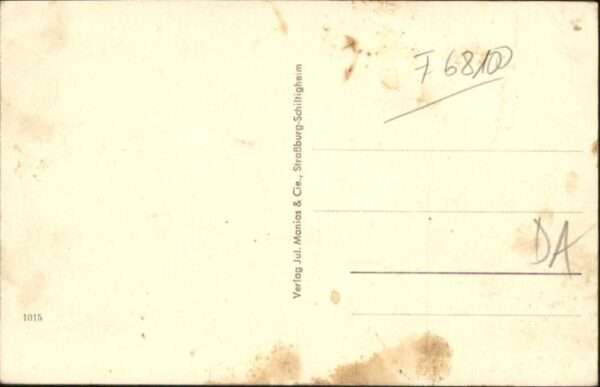 F 6810
Verlag Jul. Manias & Cie., Straßburg-Schiltigheim
DA
1015